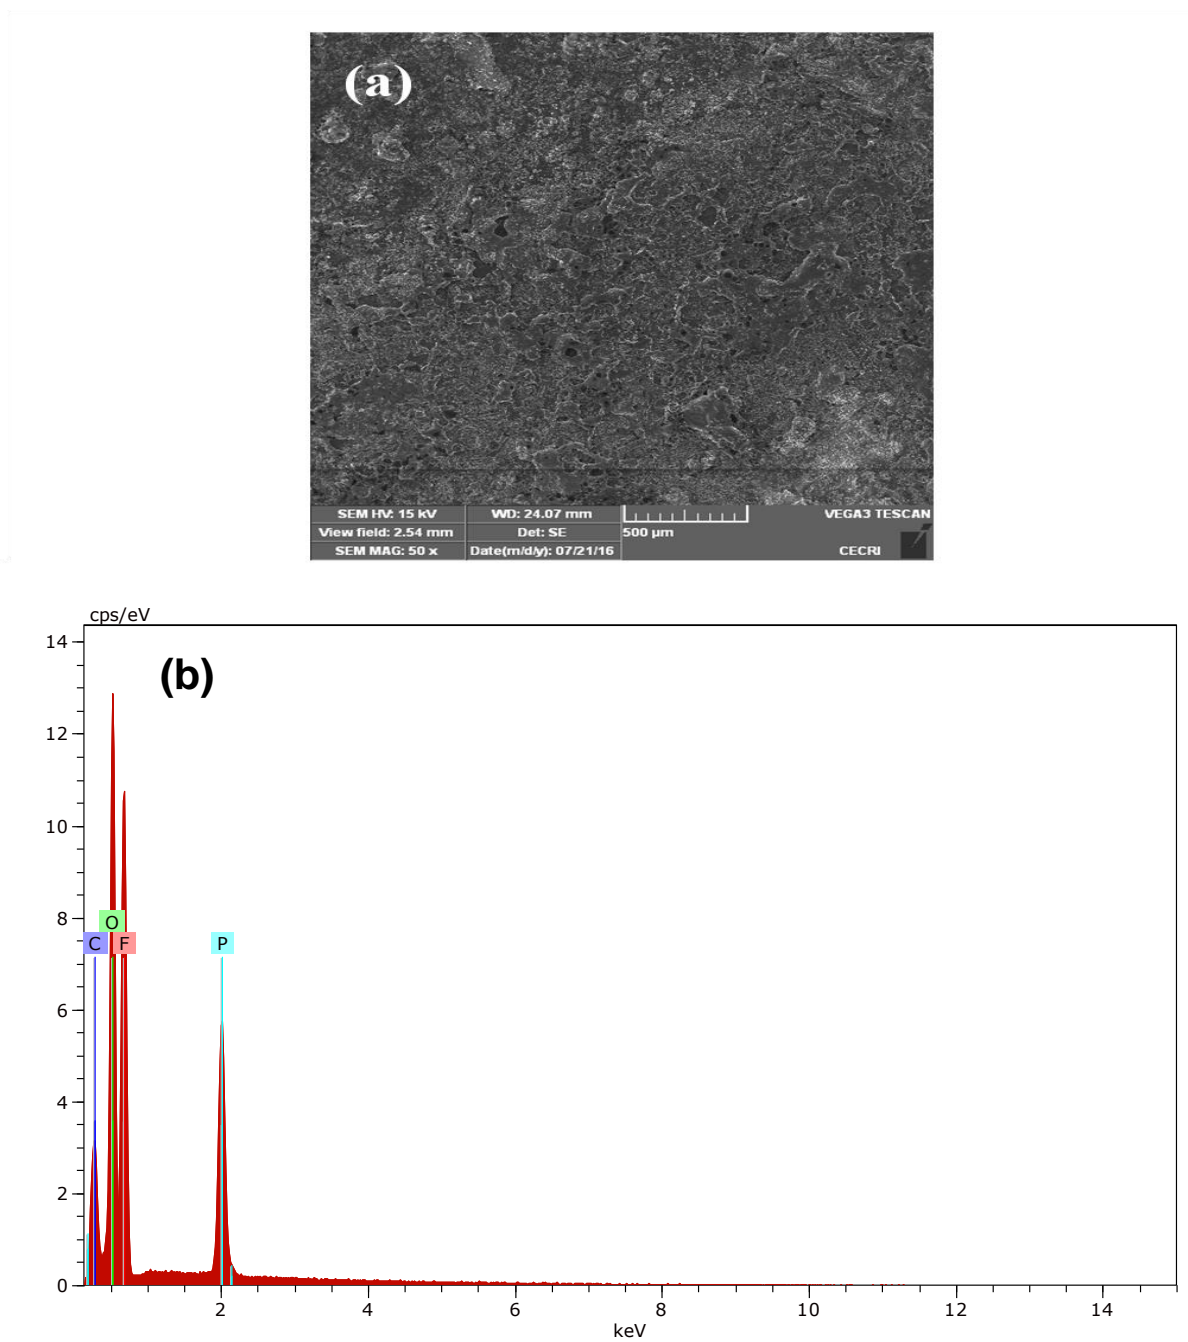 (a)
SEM HV: 15 kV WD: 24.07 mm VEGA3 TESCAN
View field: 2.54 mm Det: SE 500 µm
SEM MAG: 50 x Date(m/d/y): 07/21/16 CECRI
cps/eV
(b)
14
12
10
8
6
4
2
0
O
C F P
2 4 6 8 10 12 14
keV